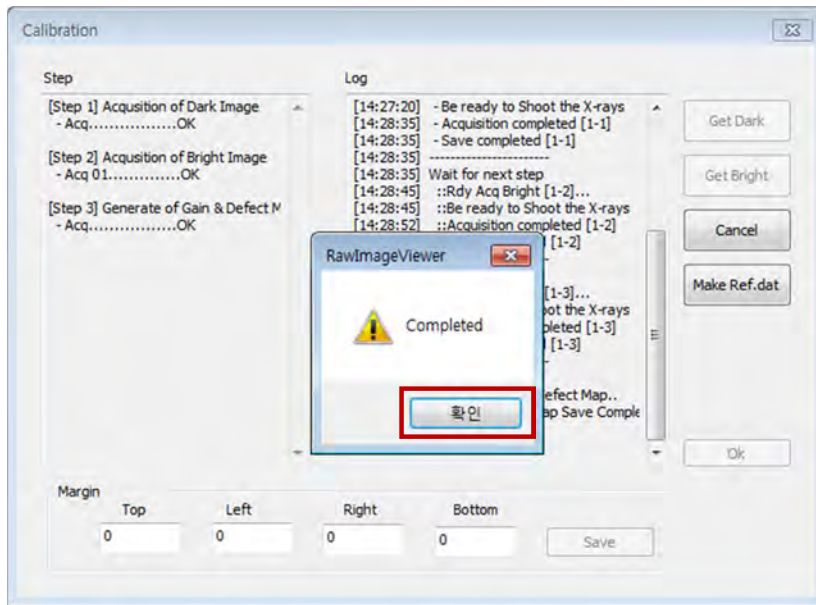 Calibration
Step
[Step 1] Acqusition of Dark Image
- Acq.................OK
[Step 2] Acqusition of Bright Image
- Acq 01..............OK
[Step 3] Generate of Gain & Defect M
- Acq.................OK
Log
[14:27:20] - Be ready to Shoot the X-rays
[14:28:35] - Acquisition completed [1-1]
[14:28:35] - Save completed [1-1]
[14:28:35] -----------------------
[14:28:35] Wait for next step
[14:28:45] ::Rdy Acq Bright [1-2]...
[14:28:45] ::Be ready to Shoot the X-rays
[14:28:52] ::Acquisition completed [1-2]
[1-2]
[1-3]...
the X-rays
[1-3]
[1-3]
Map..
Save
RawImageViewer
Completed
확인
Get Dark
Get Bright
Cancel
Make Ref.dat
Ok
Margin
Top Left Right Bottom
0 0 0 0
Save